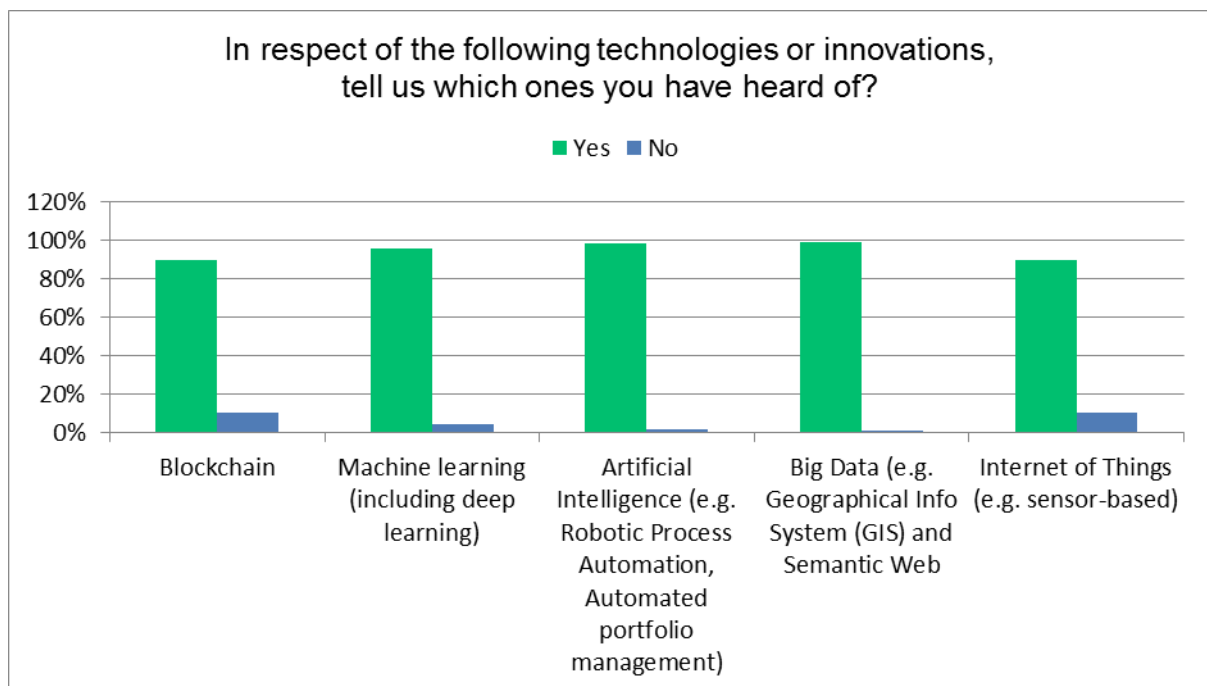 In respect of the following technologies or innovations,
tell us which ones you have heard of?
Yes No
120%
100%
80%
60%
40%
20%
0%
Blockchain
Machine learning
(including deep
learning)
Artificial
Intelligence (e.g.
Robotic Process
Automation,
Automated
portfolio
management)
Big Data (e.g.
Geographical Info
System (GIS) and
Semantic Web
Internet of Things
(e.g. sensor-based)